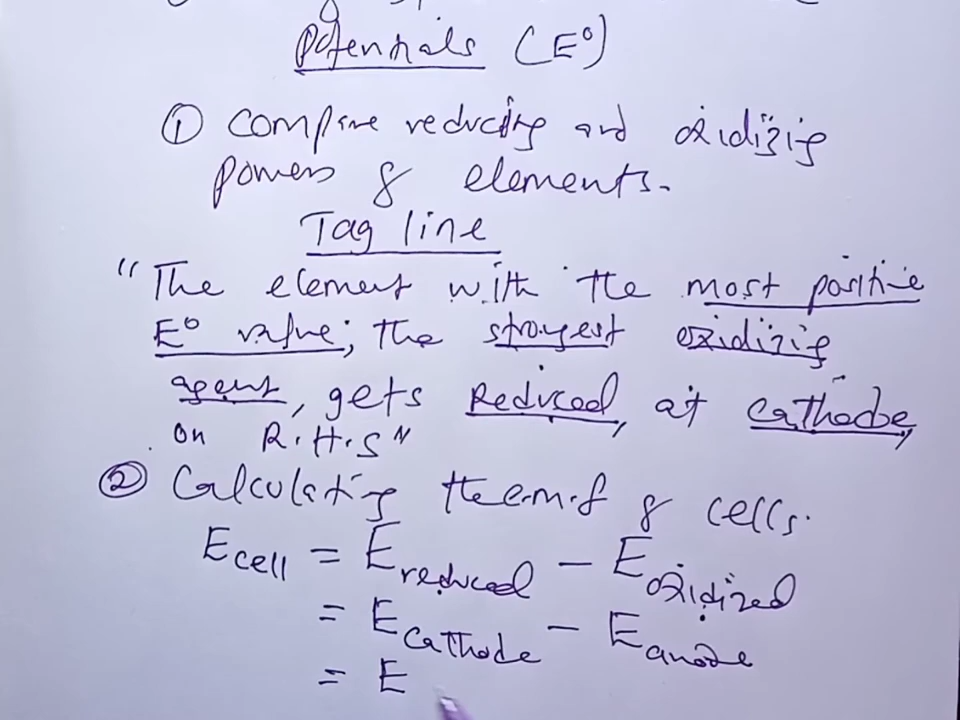 Potentials (E°)
① Compare reducing and oxidizing
powers of elements.
Tag line
"The element with the most positive
E° value; the strongest oxidizing
agent, gets Reduced, at cathode,
on R.H.S"
② Calculating the e.m.f of cells.
Ecell = Ereduced - Eoxidized
= Ecathode - Eanode
= E